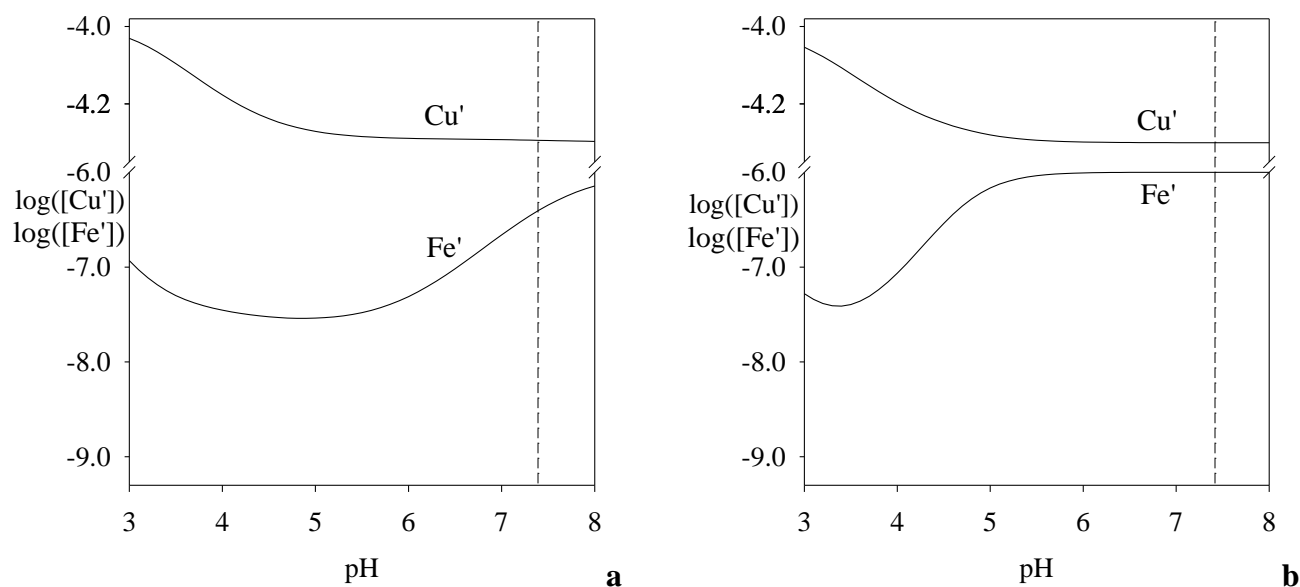 -4.0
-4.2
-6.0
log([Cu'])
log([Fe'])
-7.0
-8.0
-9.0
Cu'
Fe'
3 4 5 6 7 8
pH
a
-4.0
-4.2
-6.0
log([Cu'])
log([Fe'])
-7.0
-8.0
-9.0
Cu'
Fe'
3 4 5 6 7 8
pH
b